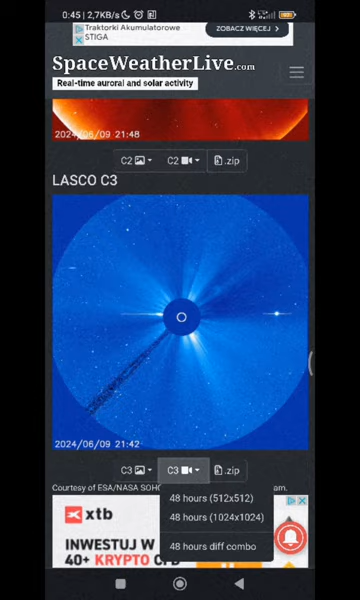 0:45 | 2,7KB/s
Traktorki Akumulatorowe
STIGA
ZOBACZ WIĘCEJ
SpaceWeatherLive.com
Real-time auroral and solar activity
2024/06/09 21:48
C2 C2 .zip
LASCO C3
2024/06/09 21:42
C3 C3 .zip
Courtesy of ESA/NASA SOHO am.
48 hours (512x512)
48 hours (1024x1024)
48 hours diff combo
xtb
INWESTUJ W
40+ KRYPTO CFD